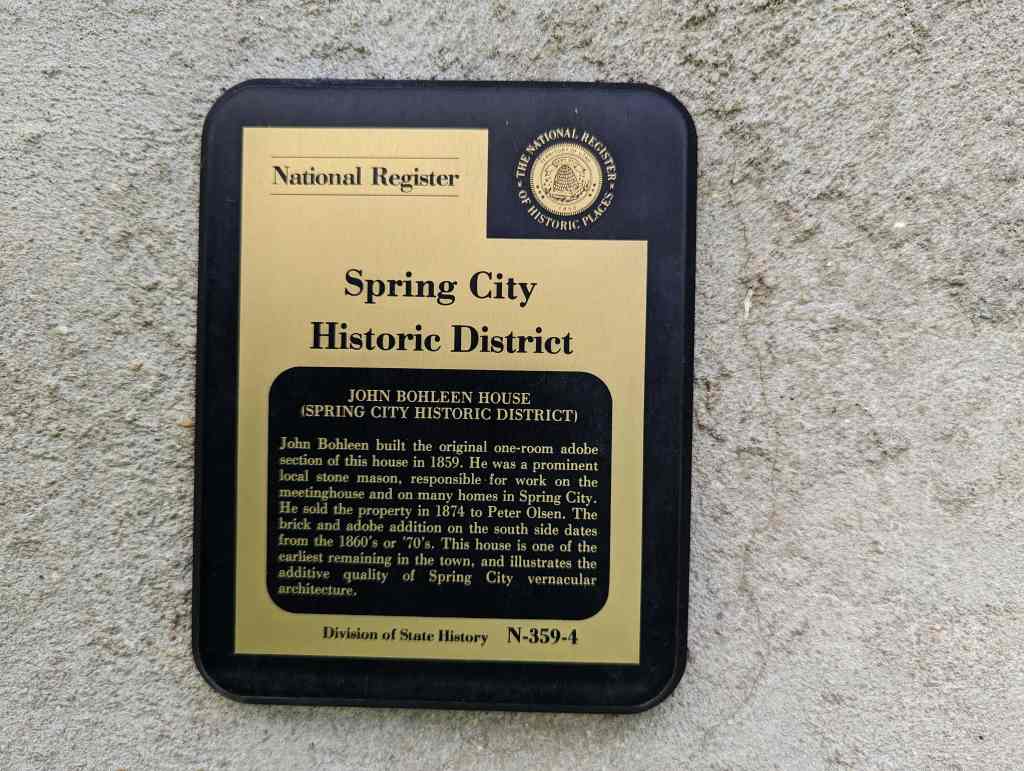 National Register
THE NATIONAL REGISTER
OF HISTORIC PLACES
Spring City
Historic District
JOHN BOHLEEN HOUSE
(SPRING CITY HISTORIC DISTRICT)
John Bohleen built the original one-room adobe
section of this house in 1859. He was a prominent
local stone mason, responsible for work on the
meetinghouse and on many homes in Spring City.
He sold the property in 1874 to Peter Olsen. The
brick and adobe addition on the south side dates
from the 1860's or '70's. This house is one of the
earliest remaining in the town, and illustrates the
additive quality of Spring City vernacular
architecture.
Division of State History N-359-4